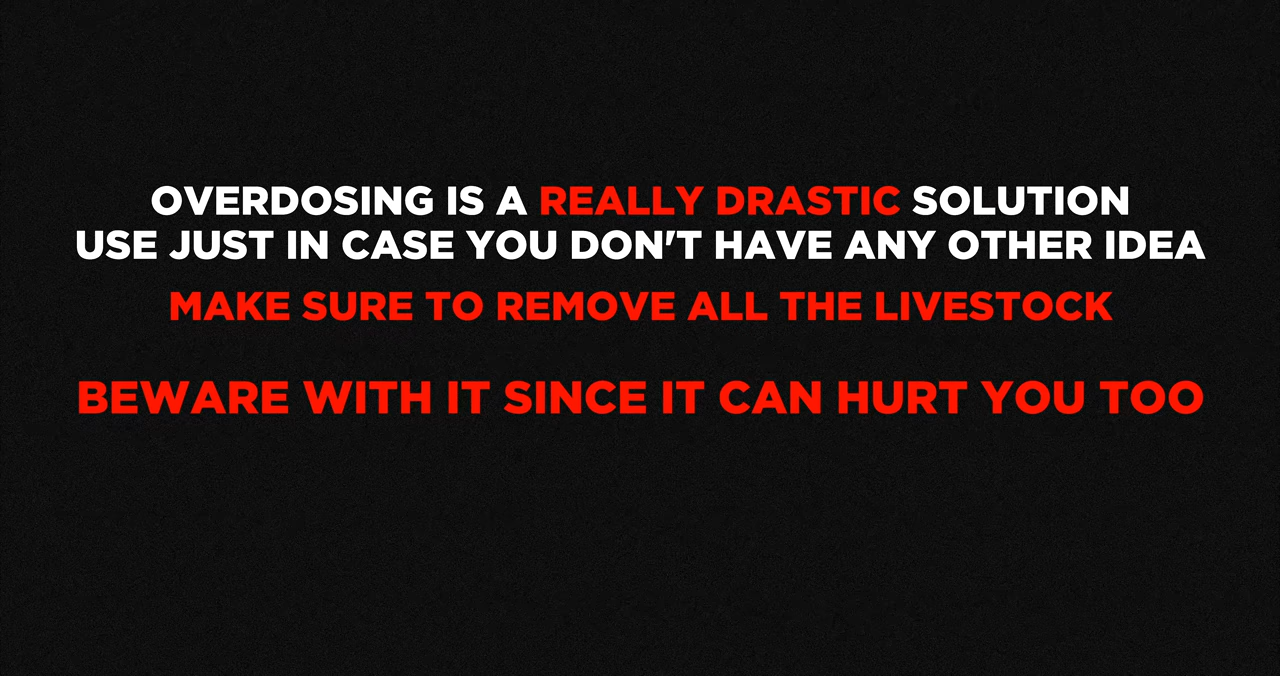 OVERDOSING IS A REALLY DRASTIC SOLUTION
USE JUST IN CASE YOU DON'T HAVE ANY OTHER IDEA
MAKE SURE TO REMOVE ALL THE LIVESTOCK
BEWARE WITH IT SINCE IT CAN HURT YOU TOO